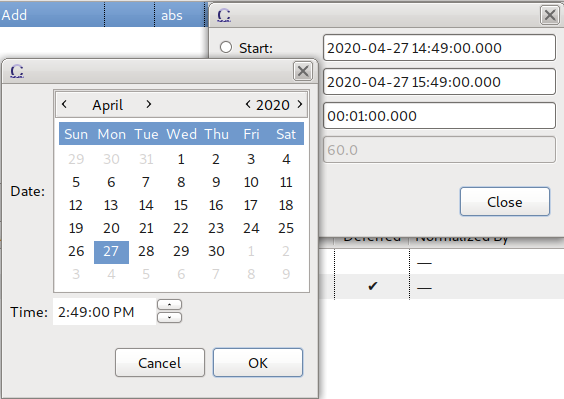 Add abs
Start: 2020-04-27 14:49:00.000
2020-04-27 15:49:00.000
00:01:00.000
60.0
Close
April 2020
Sun Mon Tue Wed Thu Fri Sat
29 30 31 1 2 3 4
5 6 7 8 9 10 11
12 13 14 15 16 17 18
19 20 21 22 23 24 25
26 27 28 29 30 1 2
3 4 5 6 7 8 9
Date:
Time: 2:49:00 PM
Cancel OK
Deferred Normalized By
✔ —